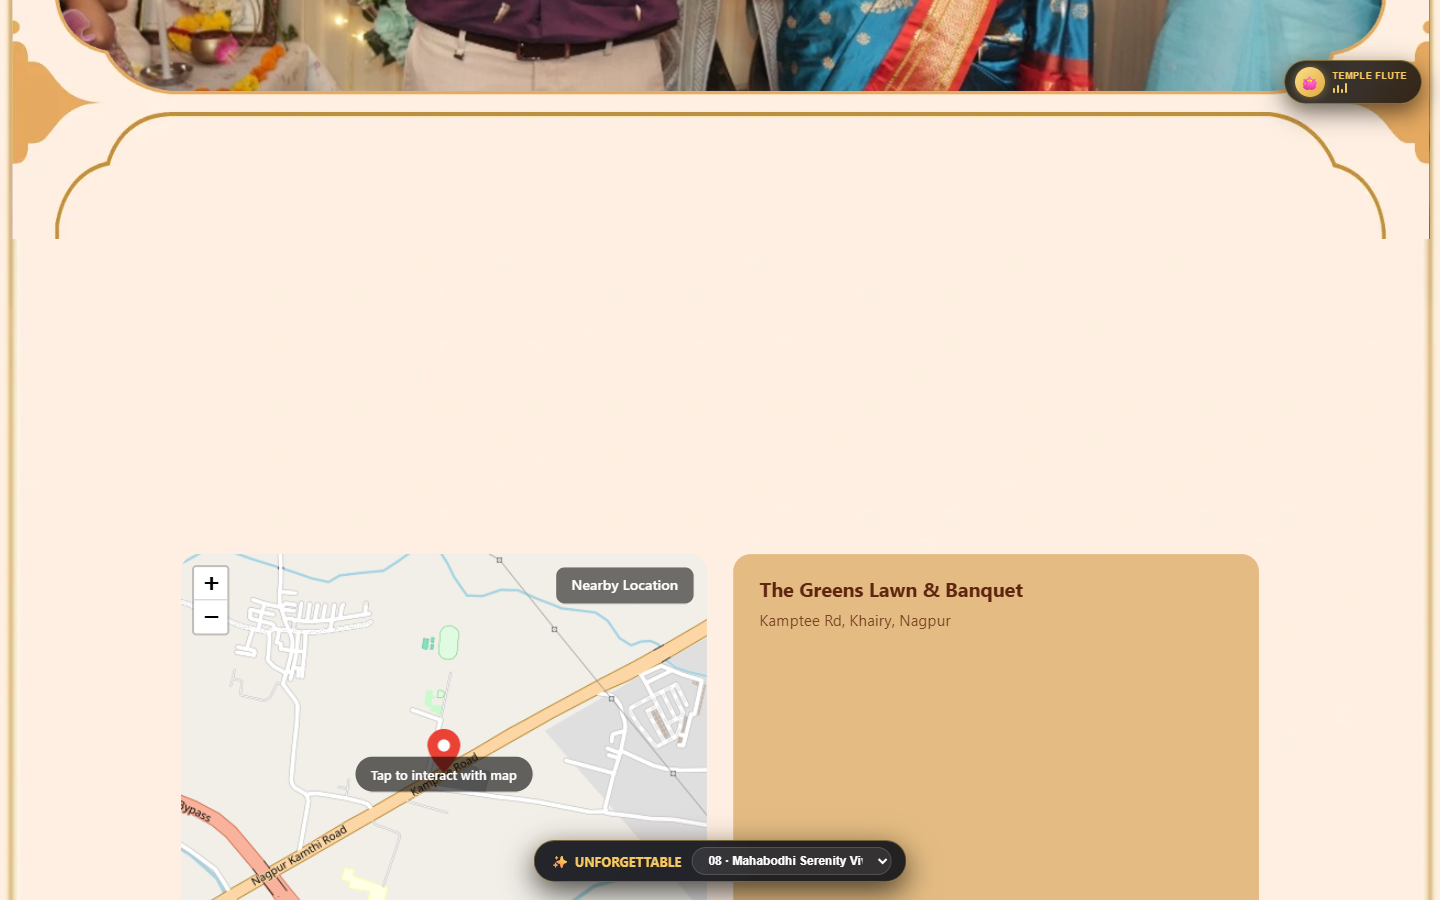 TEMPLE FLUTE
Nearby Location
+
−
The Greens Lawn & Banquet
Kamptee Rd, Khairy, Nagpur
Tap to interact with map
Road
Bypass
Nagpur Kamthi Road
UNFORGETTABLE
08 - Mahabodhi Serenity